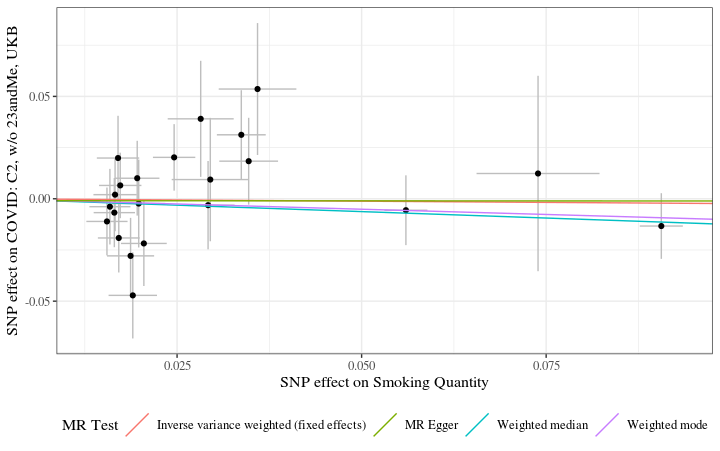 SNP effect on COVID: C2, w/o 23andMe, UKB
0.05
0.00
-0.05
0.025
0.050
0.075
SNP effect on Smoking Quantity
MR Test
Inverse variance weighted (fixed effects)
MR Egger
Weighted median
Weighted mode